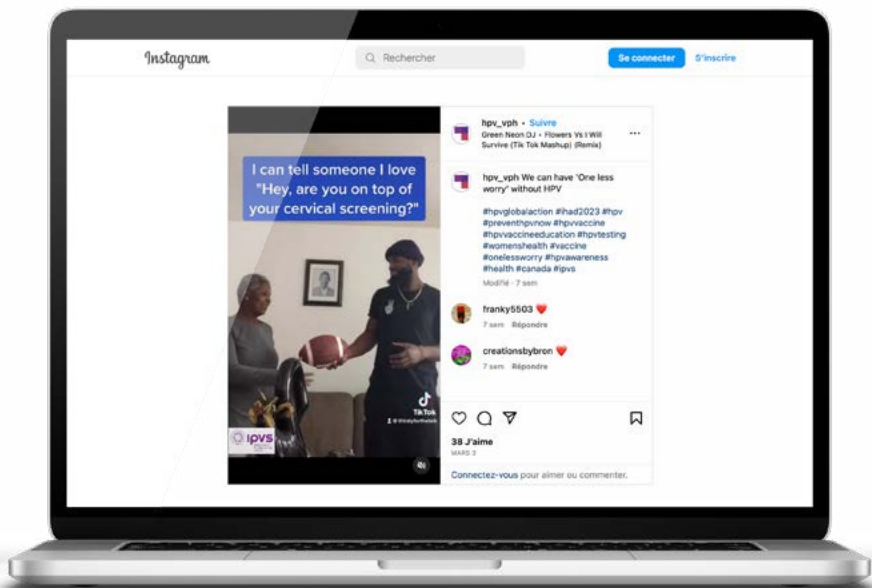 Instagram
Rechercher
Se connecter
S'inscrire
I can tell someone I love
"Hey, are you on top of
your cervical screening?"
TikTok
ipvs
hpv_vph • Suivre
Green Neon DJ • Flowers Vs I Will
Survive (Tik Tok Mashup) (Remix)
hpv_vph We can have 'One less
worry' without HPV
#hpvglobalaction #ihad2023 #hpv
#preventhpvnow #hpvvaccine
#hpvvaccineeducation #hpvtesting
#womenshealth #vaccine
#onelessworry #hpvawareness
#health #canada #ipvs
Modifié · 7 sem
franky5503 ❤️
7 sem Répondre
creationsbybron ❤️
7 sem Répondre
38 J'aime
MARS 3
Connectez-vous pour aimer ou commenter.